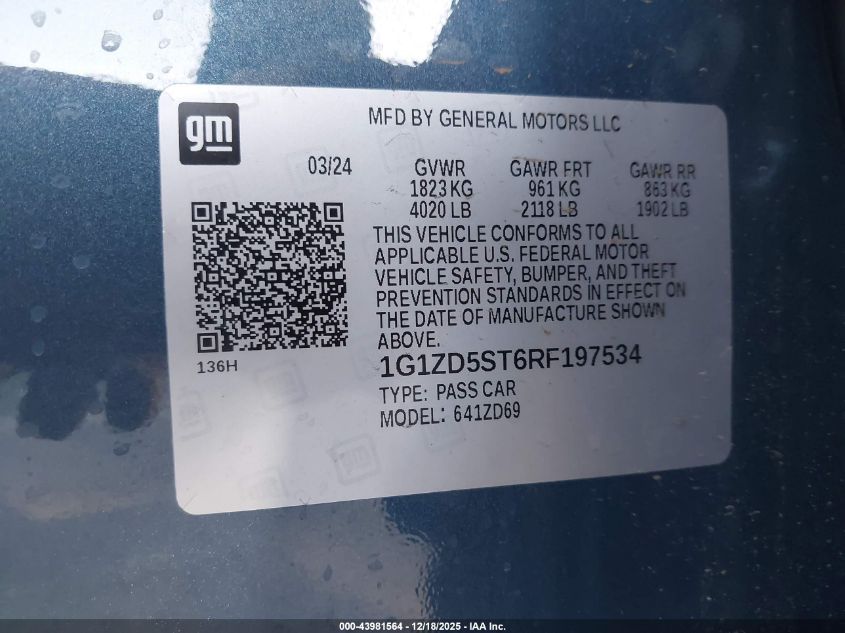 gm
MFD BY GENERAL MOTORS LLC
03/24 GVWR GAWR FRT GAWR RR
1823 KG 961 KG 863 KG
4020 LB 2118 LB 1902 LB
THIS VEHICLE CONFORMS TO ALL
APPLICABLE U.S. FEDERAL MOTOR
VEHICLE SAFETY, BUMPER, AND THEFT
PREVENTION STANDARDS IN EFFECT ON
THE DATE OF MANUFACTURE SHOWN
ABOVE.
136H
1G1ZD5ST6RF197534
TYPE: PASS CAR
MODEL: 641ZD69
000-43981564 - 12/18/2025 - IAA Inc.